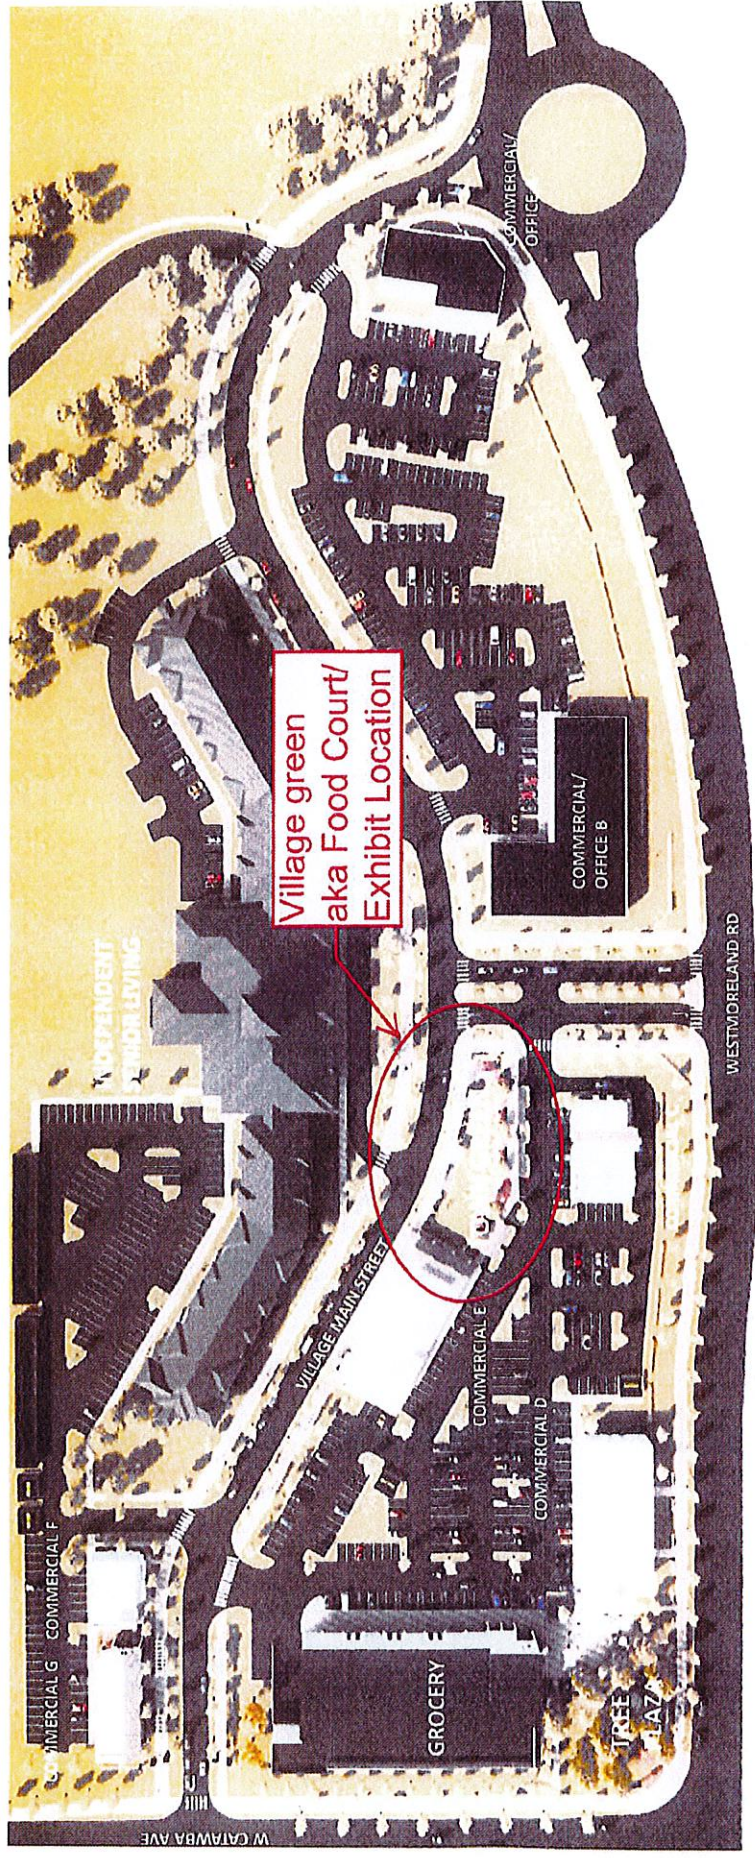 Village green
aka Food Court/
Exhibit Location
INDEPENDENT
SENIOR LIVING
COMMERCIAL/
OFFICE
COMMERCIAL/
OFFICE B
WESTMORELAND RD
VILLAGE MAIN STREET
COMMERCIAL E
COMMERCIAL D
COMMERCIAL G
COMMERCIAL F
GROCERY
TREE
PLAZA
W CATAWBA AVE